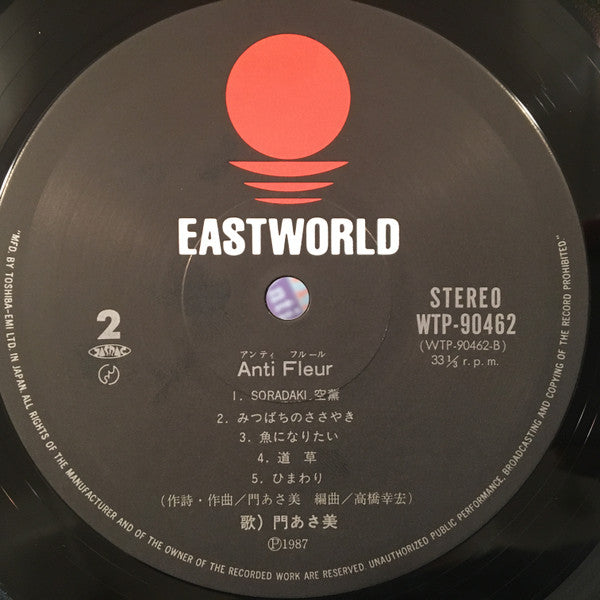 EASTWORLD
2
JASRAC
STEREO
WTP-90462
(WTP-90462-B)
33⅓ r.p.m.
アンティ フルール
Anti Fleur
1. SORADAKI 空薫
2. みつばちのささやき
3. 魚になりたい
4. 道草
5. ひまわり
(作詩・作曲/門あさ美 編曲/高橋幸宏)
歌) 門あさ美
Ⓟ1987
"MFD. BY TOSHIBA-EMI LTD. IN JAPAN. ALL RIGHTS OF THE MANUFACTURER AND OF THE OWNER OF THE RECORDED WORK ARE RESERVED. UNAUTHORIZED PUBLIC PERFORMANCE, BROADCASTING AND COPYING OF THE RECORD PROHIBITED."